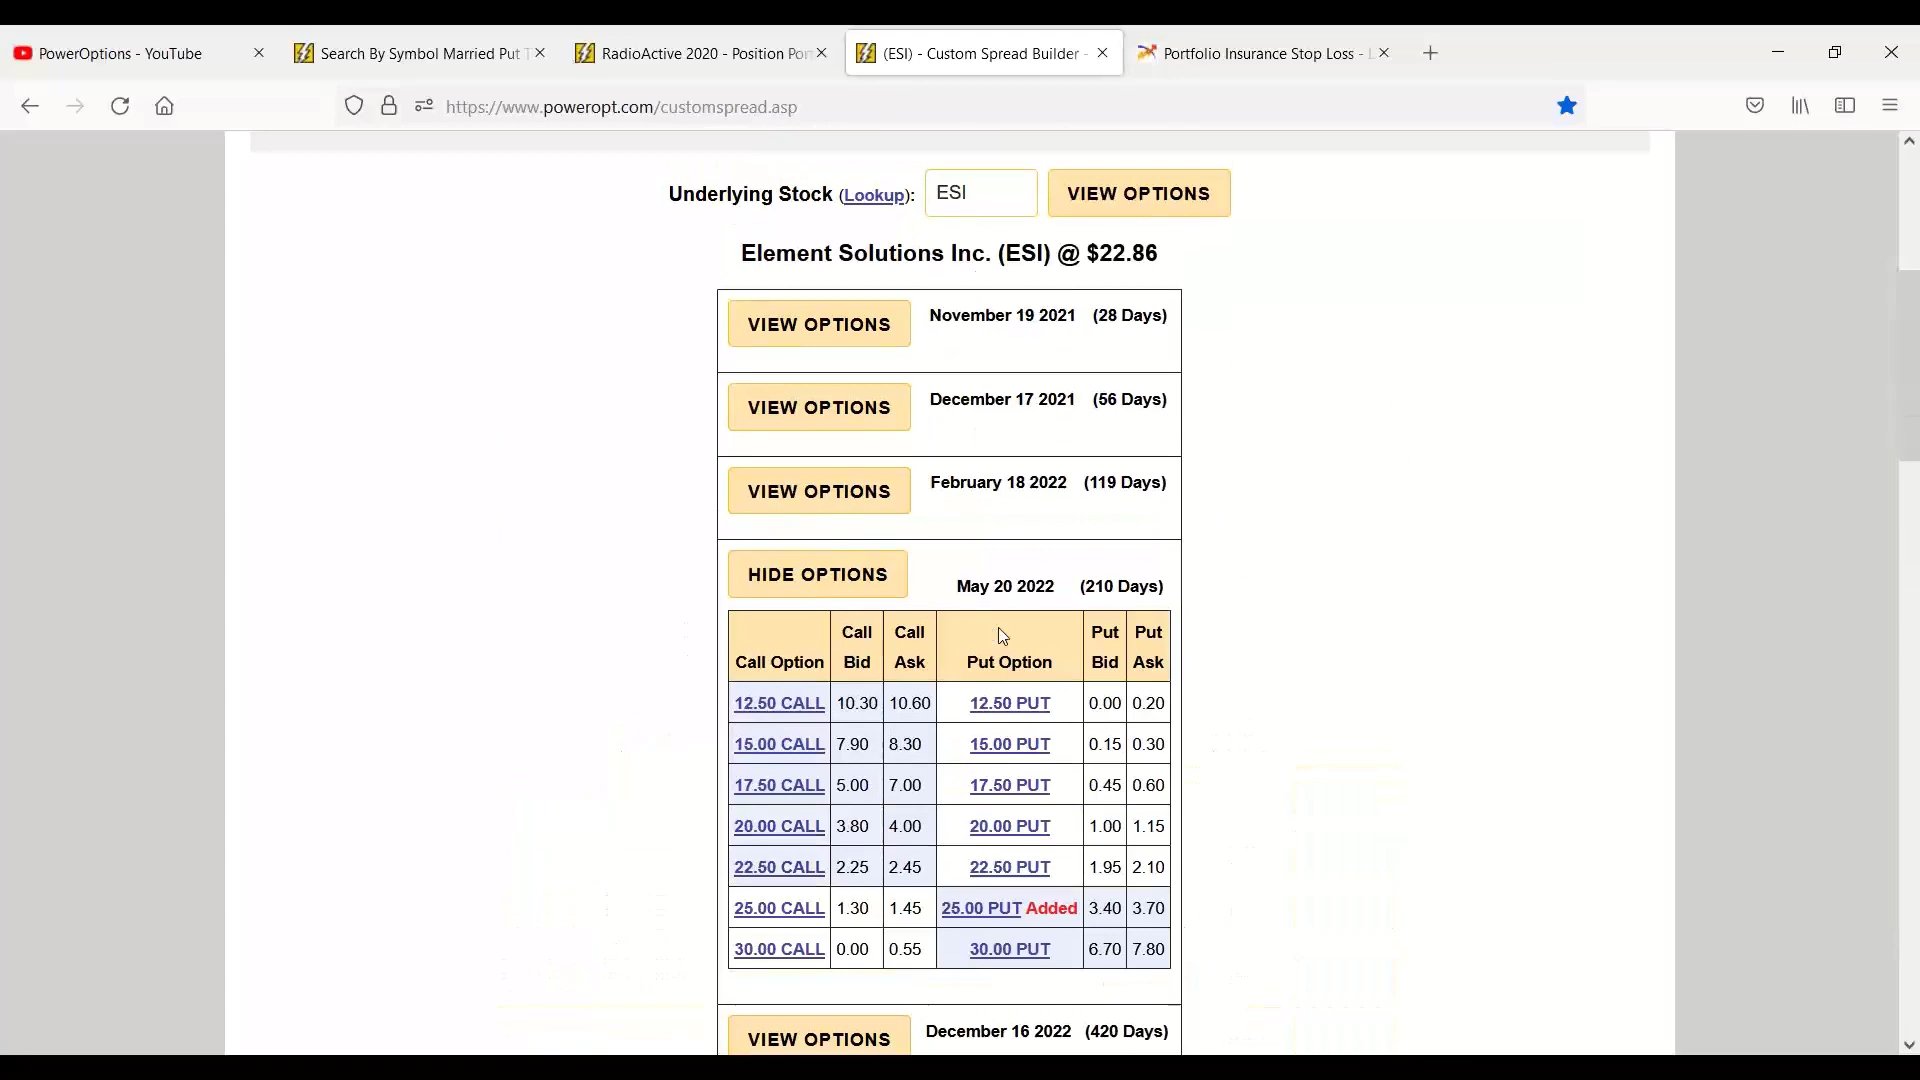 PowerOptions - YouTube
Search By Symbol Married Put T
RadioActive 2020 - Position Por
(ESI) - Custom Spread Builder -
Portfolio Insurance Stop Loss -
https://www.poweropt.com/customspread.asp
Underlying Stock (Lookup): ESI VIEW OPTIONS
Element Solutions Inc. (ESI) @ $22.86
VIEW OPTIONS November 19 2021 (28 Days)
VIEW OPTIONS December 17 2021 (56 Days)
VIEW OPTIONS February 18 2022 (119 Days)
HIDE OPTIONS May 20 2022 (210 Days)
Call Option Call Bid Call Ask Put Option Put Bid Put Ask
12.50 CALL 10.30 10.60 12.50 PUT 0.00 0.20
15.00 CALL 7.90 8.30 15.00 PUT 0.15 0.30
17.50 CALL 5.00 7.00 17.50 PUT 0.45 0.60
20.00 CALL 3.80 4.00 20.00 PUT 1.00 1.15
22.50 CALL 2.25 2.45 22.50 PUT 1.95 2.10
25.00 CALL 1.30 1.45 25.00 PUT Added 3.40 3.70
30.00 CALL 0.00 0.55 30.00 PUT 6.70 7.80
VIEW OPTIONS December 16 2022 (420 Days)